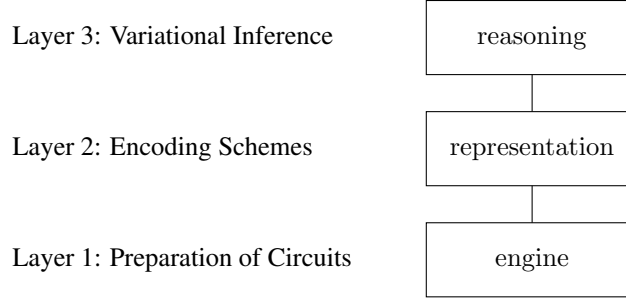 Layer 3: Variational Inference reasoning
Layer 2: Encoding Schemes representation
Layer 1: Preparation of Circuits engine